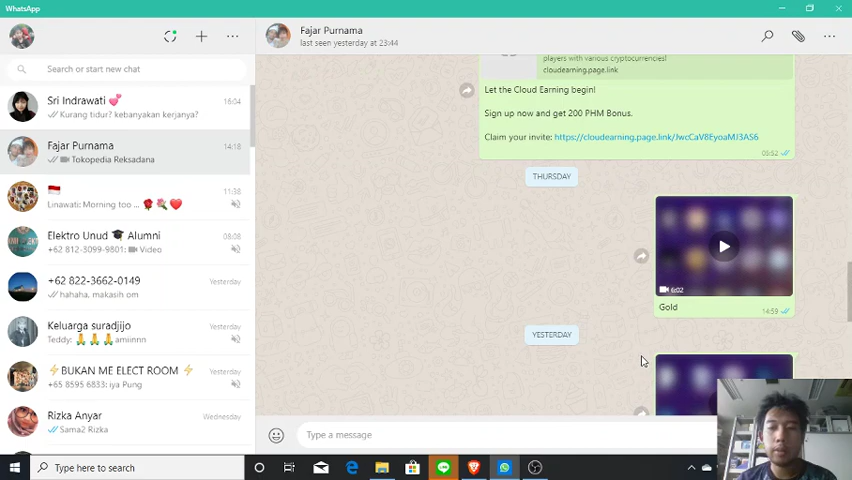 WhatsApp
Fajar Purnama
last seen yesterday at 23:44
Search or start new chat
Sri Indrawati 💕 16:04
Kurang tidur? kebanyakan kerjanya?
Fajar Purnama 14:18
Tokopedia Reksadana
🇮🇩 11:38
Linawati: Morning too ... 🌹🌹❤️
Elektro Unud 🎓 Alumni 08:08
+62 812-3099-9801: Video
+62 822-3662-0149 Yesterday
hahaha, makasih om
Keluarga suradjijo Yesterday
Teddy: 🙏🙏🙏amiinnn
⚡BUKAN ME ELECT ROOM ⚡ Yesterday
+65 8595 6833: iya Pung
Rizka Anyar Wednesday
Sama2 Rizka
players with various cryptocurrencies!
cloudearning.page.link
Let the Cloud Earning begin!
Sign up now and get 200 PHM Bonus.
Claim your invite: https://cloudearning.page.link/JwcCaV8EyoaMJ3AS6
05:52
THURSDAY
6:02
Gold
14:59
YESTERDAY
Type a message
Type here to search